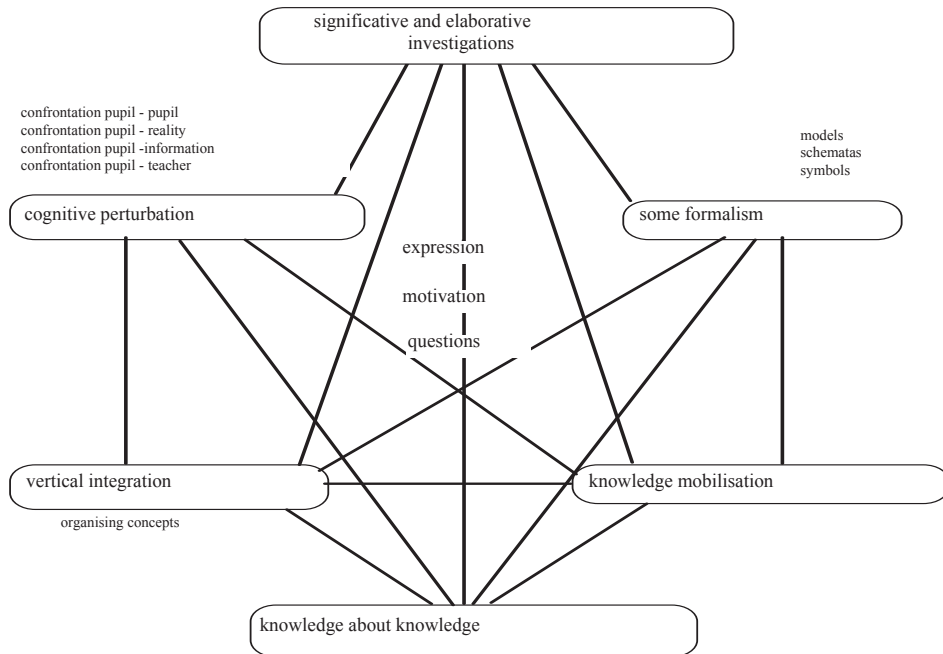 significative and elaborative
investigations
confrontation pupil - pupil
confrontation pupil - reality
confrontation pupil -information
confrontation pupil - teacher
models
schematas
symbols
cognitive perturbation
some formalism
expression
motivation
questions
vertical integration
knowledge mobilisation
organising concepts
knowledge about knowledge